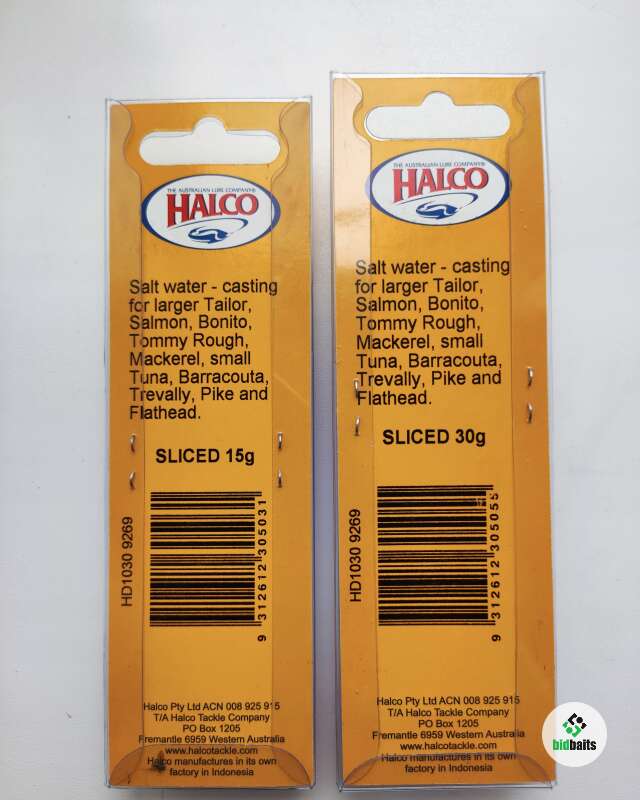 THE AUSTRALIAN LURE COMPANY®
HALCO
Salt water - casting
for larger Tailor,
Salmon, Bonito,
Tommy Rough,
Mackerel, small
Tuna, Barracouta,
Trevally, Pike and
Flathead.
SLICED 15g
9 312612 305031
HD1030 9269
Halco Pty Ltd ACN 008 925 915
T/A Halco Tackle Company
PO Box 1205
Fremantle 6959 Western Australia
www.halcotackle.com
Halco manufactures in its own
factory in Indonesia
THE AUSTRALIAN LURE COMPANY®
HALCO
Salt water - casting
for larger Tailor,
Salmon, Bonito,
Tommy Rough,
Mackerel, small
Tuna, Barracouta,
Trevally, Pike and
Flathead.
SLICED 30g
9 312612 305055
HD1030 9269
Halco Pty Ltd ACN 008 925 915
T/A Halco Tackle Company
PO Box 1205
Fremantle 6959 Western Australia
www.halcotackle.com
Halco manufactures in its own
factory in Indonesia
bidbaits